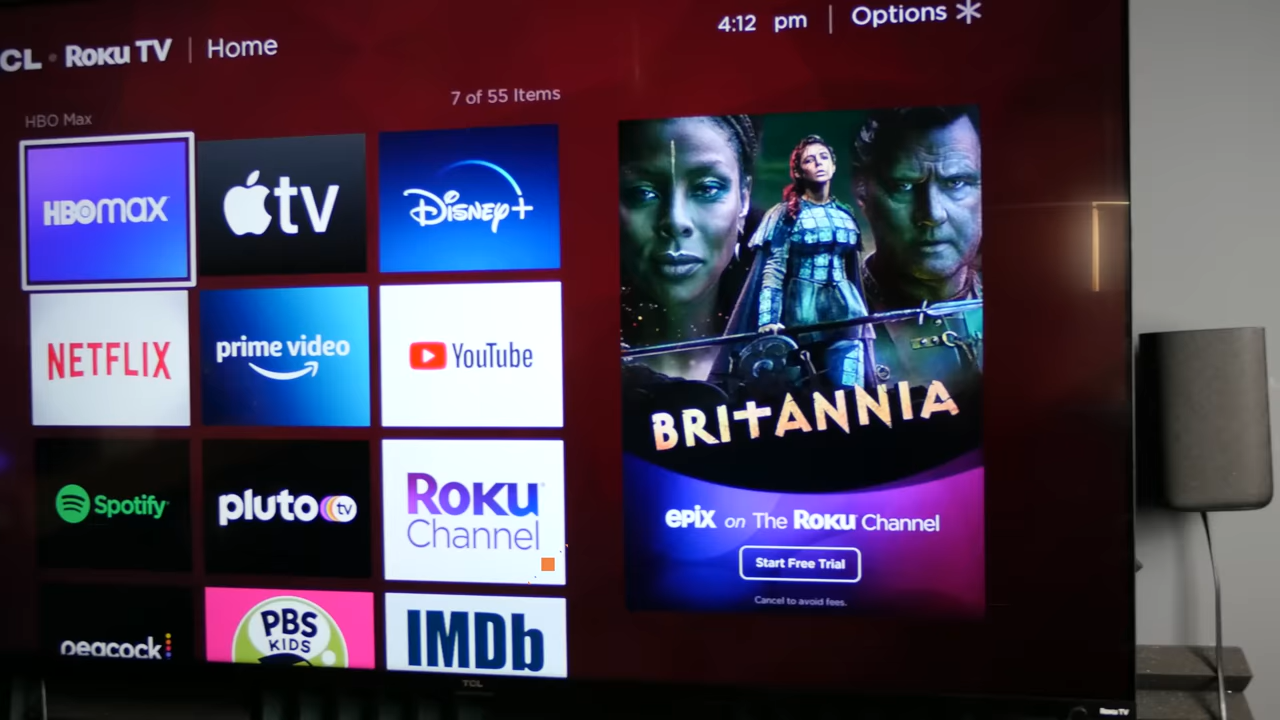 CL • ROKU TV | Home
4:12 pm | Options
7 of 55 Items
HBO Max
HBOmax
tv
Disney+
NETFLIX
prime video
YouTube
Spotify
pluto tv
ROKU Channel
peacock
PBS KIDS
IMDb
BRITANNIA
epix on The ROKU Channel
Start Free Trial
Cancel to avoid fees.
TCL
Roku TV